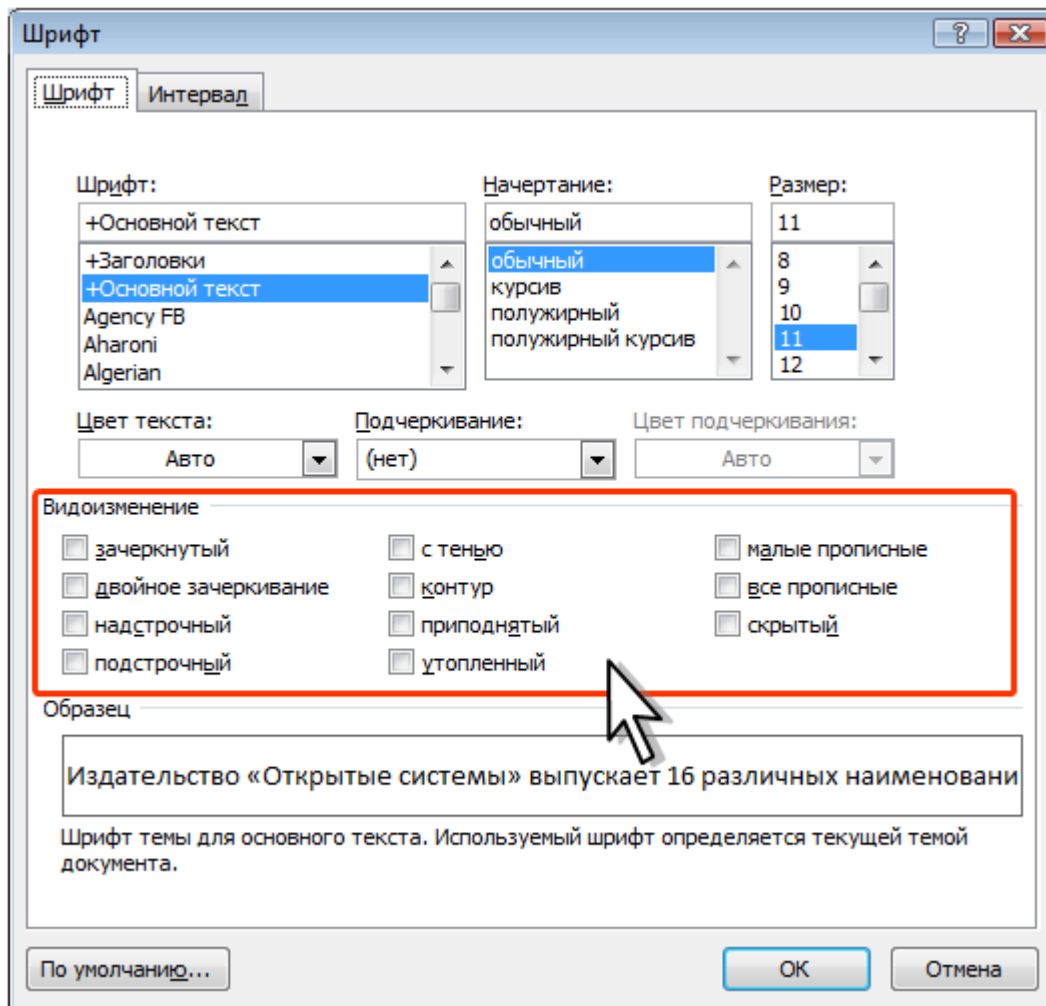 Шрифт
Шрифт Интервал
Шрифт: Начертание: Размер:
+Основной текст обычный 11
+Заголовки обычный 8
+Основной текст курсив 9
Agency FB полужирный 10
Aharoni полужирный курсив 11
Algerian 12
Цвет текста: Подчеркивание: Цвет подчеркивания:
Авто (нет) Авто
Видоизменение
зачеркнутый с тенью малые прописные
двойное зачеркивание контур все прописные
надстрочный приподнятый скрытый
подстрочный утопленный
Образец
Издательство «Открытые системы» выпускает 16 различных наименовани
Шрифт темы для основного текста. Используемый шрифт определяется текущей темой
документа.
По умолчанию... ОК Отмена